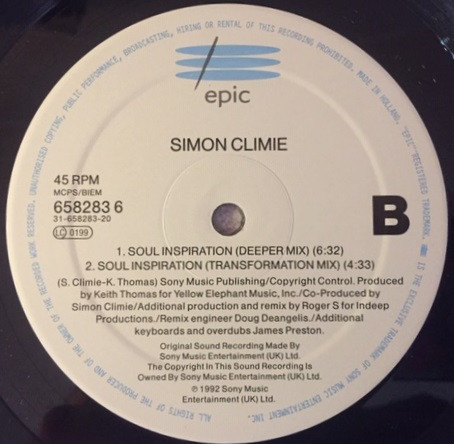 ALL RIGHTS OF THE PRODUCER AND OF THE OWNER OF THE RECORDED WORK RESERVED. UNAUTHORISED COPYING, PUBLIC PERFORMANCE, BROADCASTING, HIRING OR RENTAL OF THIS RECORDING PROHIBITED. MADE IN HOLLAND. "EPIC" REGISTERED TRADEMARK. IS THE EXCLUSIVE TRADEMARK OF SONY MUSIC ENTERTAINMENT INC.
epic
SIMON CLIMIE
45 RPM
MCPS/BIEM
658283 6
31-658283-20
LC 0199
B
1. SOUL INSPIRATION (DEEPER MIX) (6:32)
2. SOUL INSPIRATION (TRANSFORMATION MIX) (4:33)
(S. Climie-K. Thomas) Sony Music Publishing/Copyright Control. Produced
by Keith Thomas for Yellow Elephant Music, Inc./Co-Produced by
Simon Climie/Additional production and remix by Roger S for Indeep
Productions./Remix engineer Doug Deangelis./Additional
keyboards and overdubs James Preston.
Original Sound Recording Made By
Sony Music Entertainment (UK) Ltd.
The Copyright In This Sound Recording Is
Owned By Sony Music Entertainment (UK) Ltd.
℗ 1992 Sony Music
Entertainment (UK) Ltd.